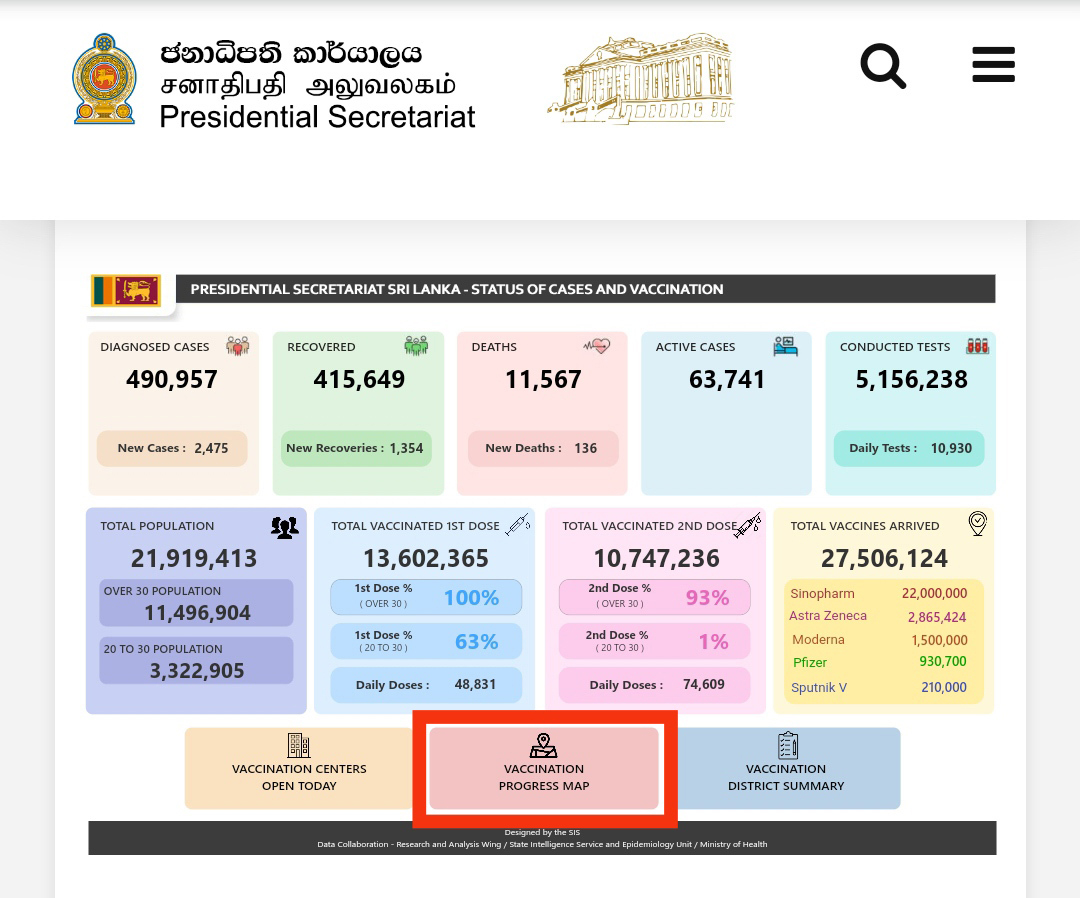 ජනාධිපති කාර්යාලය
சனாதிபதி அலுவலகம்
Presidential Secretariat
PRESIDENTIAL SECRETARIAT SRI LANKA - STATUS OF CASES AND VACCINATION
DIAGNOSED CASES
490,957
New Cases : 2,475
RECOVERED
415,649
New Recoveries : 1,354
DEATHS
11,567
New Deaths : 136
ACTIVE CASES
63,741
CONDUCTED TESTS
5,156,238
Daily Tests : 10,930
TOTAL POPULATION
21,919,413
OVER 30 POPULATION
11,496,904
20 TO 30 POPULATION
3,322,905
TOTAL VACCINATED 1ST DOSE
13,602,365
1st Dose % 100%
( OVER 30 )
1st Dose % 63%
( 20 TO 30 )
Daily Doses : 48,831
TOTAL VACCINATED 2ND DOSE
10,747,236
2nd Dose % 93%
( OVER 30 )
2nd Dose % 1%
( 20 TO 30 )
Daily Doses : 74,609
TOTAL VACCINES ARRIVED
27,506,124
Sinopharm 22,000,000
Astra Zeneca 2,865,424
Moderna 1,500,000
Pfizer 930,700
Sputnik V 210,000
VACCINATION CENTERS
OPEN TODAY
VACCINATION
PROGRESS MAP
VACCINATION
DISTRICT SUMMARY
Designed by the SIS
Data Collaboration - Research and Analysis Wing / State Intelligence Service and Epidemiology Unit / Ministry of Health